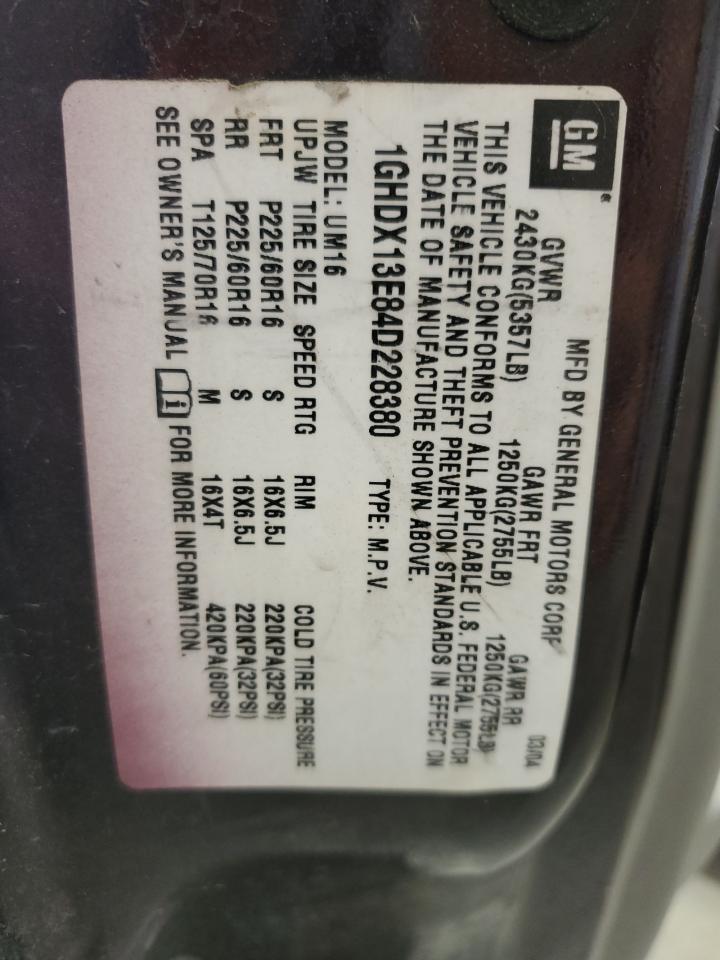 GM
MFD BY GENERAL MOTORS CORP 03/04
GVWR GAWR FRT GAWR RR
2430KG(5357LB) 1250KG(2755LB) 1250KG(2755LB)
THIS VEHICLE CONFORMS TO ALL APPLICABLE U.S. FEDERAL MOTOR
VEHICLE SAFETY AND THEFT PREVENTION STANDARDS IN EFFECT ON
THE DATE OF MANUFACTURE SHOWN ABOVE.
1GHDX13E84D228380 TYPE: M.P.V.
MODEL: UM16
UPJW TIRE SIZE SPEED RTG RIM COLD TIRE PRESSURE
FRT P225/60R16 S 16X6.5J 220KPA(32PSI)
RR P225/60R16 S 16X6.5J 220KPA(32PSI)
SPA T125/70R16 M 16X4T 420KPA(60PSI)
SEE OWNER'S MANUAL i FOR MORE INFORMATION.